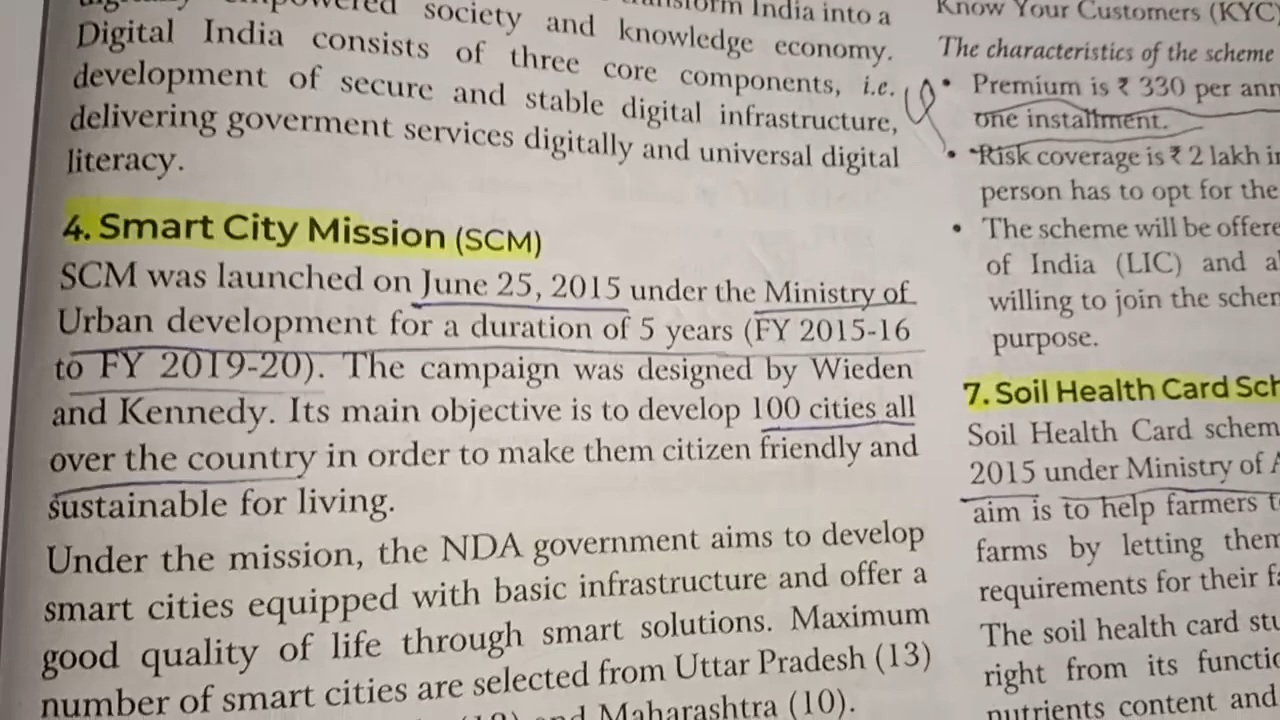 society and knowledge economy.
Digital India consists of three core components, i.e.
development of secure and stable digital infrastructure,
delivering goverment services digitally and universal digital
literacy.
4. Smart City Mission (SCM)
SCM was launched on June 25, 2015 under the Ministry of
Urban development for a duration of 5 years (FY 2015-16
to FY 2019-20). The campaign was designed by Wieden
and Kennedy. Its main objective is to develop 100 cities all
over the country in order to make them citizen friendly and
sustainable for living.
Under the mission, the NDA government aims to develop
smart cities equipped with basic infrastructure and offer a
good quality of life through smart solutions. Maximum
number of smart cities are selected from Uttar Pradesh (13)
and Maharashtra (10).
Know Your Customers (KYC)
The characteristics of the scheme
• Premium is ₹ 330 per
one installment.
• Risk coverage is ₹ 2 lakh
person has to opt for the
• The scheme will be
of India (LIC) and
willing to join the
purpose.
7. Soil Health Card
Soil Health Card
2015 under Ministry of
aim is to help farmers
farms by letting
requirements for their
The soil health card
right from its
nutrients content and